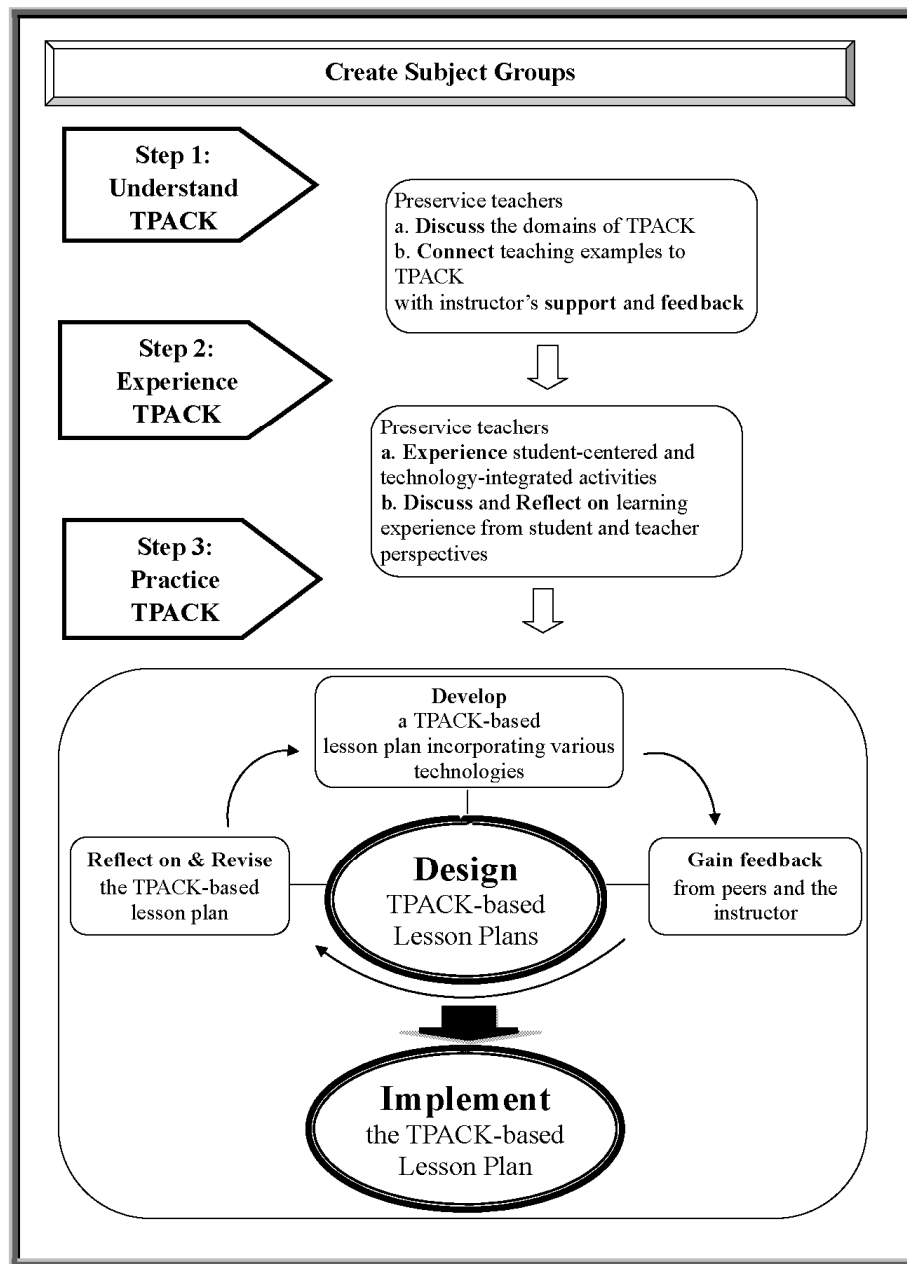 Create Subject Groups
Step 1:
Understand
TPACK
Preservice teachers
a. Discuss the domains of TPACK
b. Connect teaching examples to
TPACK
with instructor's support and feedback
Step 2:
Experience
TPACK
Preservice teachers
a. Experience student-centered and
technology-integrated activities
b. Discuss and Reflect on learning
experience from student and teacher
perspectives
Step 3:
Practice
TPACK
Develop
a TPACK-based
lesson plan incorporating various
technologies
Reflect on & Revise
the TPACK-based
lesson plan
Design
TPACK-based
Lesson Plans
Gain feedback
from peers and the
instructor
Implement
the TPACK-based
Lesson Plan